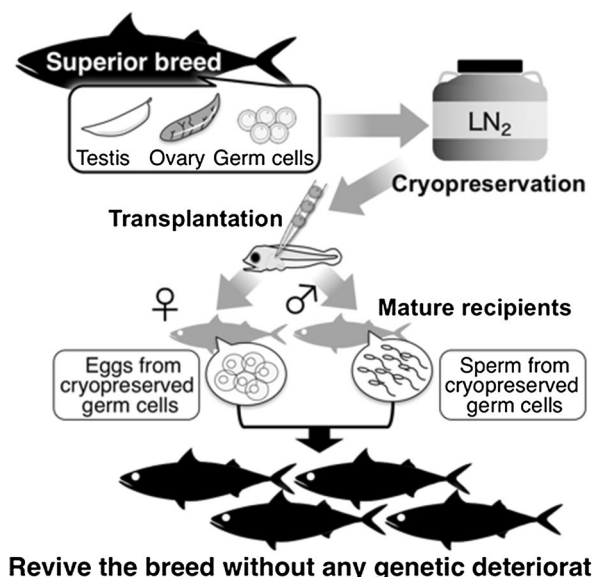 Superior breed
Testis Ovary Germ cells
LN2
Cryopreservation
Transplantation
♀ ♂
Mature recipients
Eggs from
cryopreserved
germ cells
Sperm from
cryopreserved
germ cells
Revive the breed without any genetic deteriorat